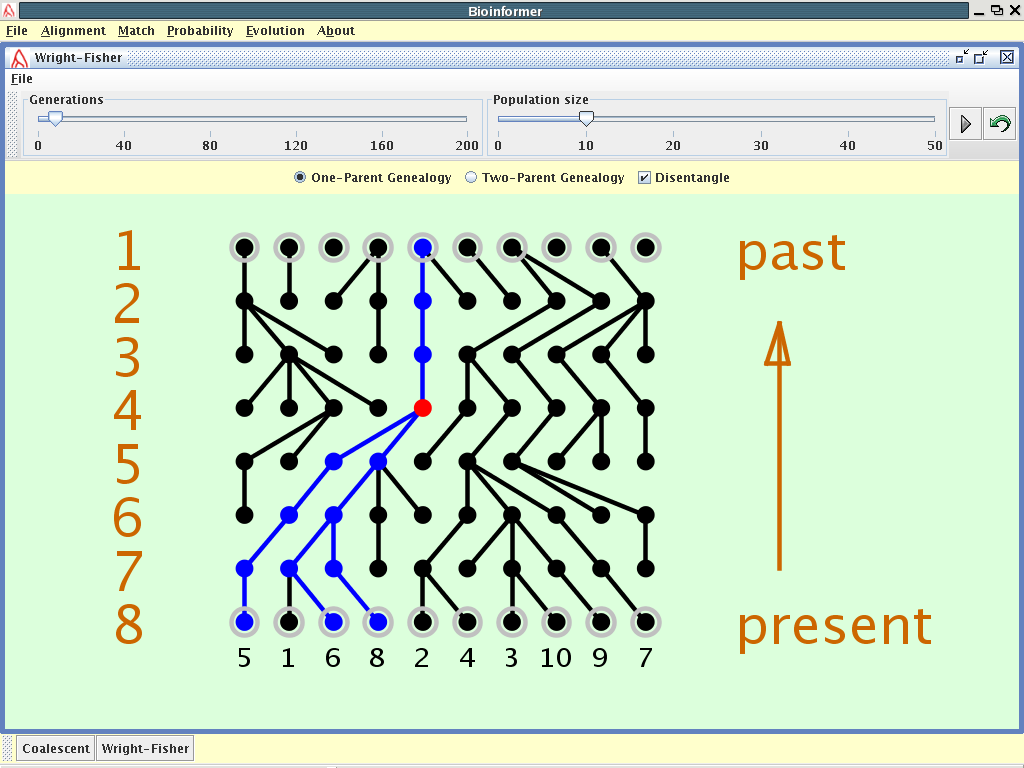 Bioinformer
File Alignment Match Probability Evolution About
Wright-Fisher
File
Generations Population size
0 40 80 120 160 200 0 10 20 30 40 50
One-Parent Genealogy Two-Parent Genealogy Disentangle
1 past
2
3
4
5
6
7
8 present
5 1 6 8 2 4 3 10 9 7
Coalescent Wright-Fisher